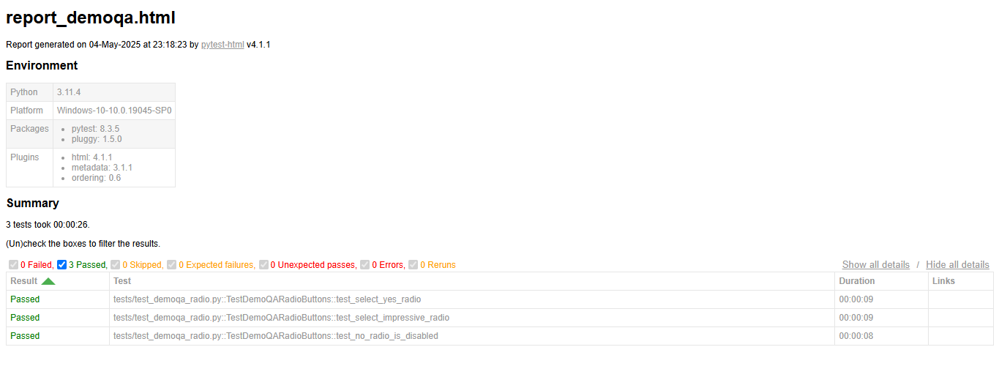 report_demoqa.html
Report generated on 04-May-2025 at 23:18:23 by pytest-html v4.1.1
Environment
Python 3.11.4
Platform Windows-10-10.0.19045-SP0
Packages
pytest: 8.3.5
pluggy: 1.5.0
Plugins
html: 4.1.1
metadata: 3.1.1
ordering: 0.6
Summary
3 tests took 00:00:26.
(Un)check the boxes to filter the results.
0 Failed, 3 Passed, 0 Skipped, 0 Expected failures, 0 Unexpected passes, 0 Errors, 0 Reruns Show all details / Hide all details
Result Test Duration Links
Passed tests/test_demoqa_radio.py::TestDemoQARadioButtons::test_select_yes_radio 00:00:09
Passed tests/test_demoqa_radio.py::TestDemoQARadioButtons::test_select_impressive_radio 00:00:09
Passed tests/test_demoqa_radio.py::TestDemoQARadioButtons::test_no_radio_is_disabled 00:00:08